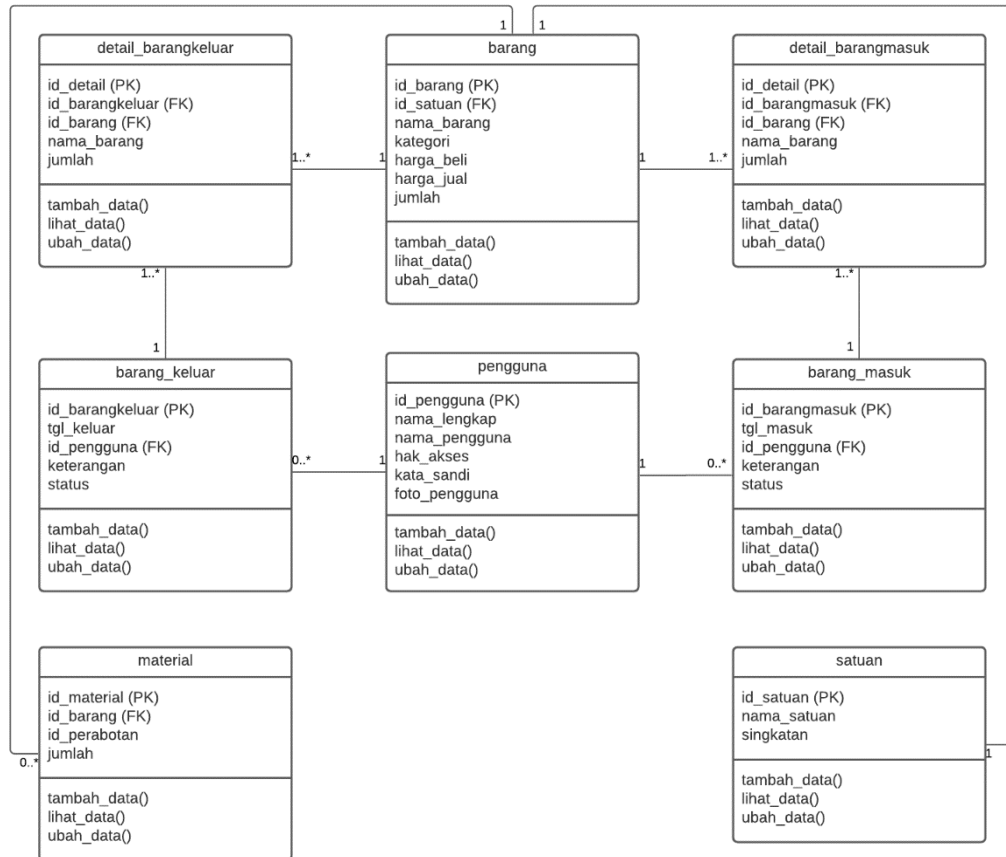 1
1
detail_barangkeluar
id_detail (PK)
id_barangkeluar (FK)
id_barang (FK)
nama_barang
jumlah
tambah_data()
lihat_data()
ubah_data()
1..*
1
1..*
barang
id_barang (PK)
id_satuan (FK)
nama_barang
kategori
harga_beli
harga_jual
jumlah
tambah_data()
lihat_data()
ubah_data()
1
1..*
detail_barangmasuk
id_detail (PK)
id_barangmasuk (FK)
id_barang (FK)
nama_barang
jumlah
tambah_data()
lihat_data()
ubah_data()
1..*
1
1
barang_keluar
id_barangkeluar (PK)
tgl_keluar
id_pengguna (FK)
keterangan
status
tambah_data()
lihat_data()
ubah_data()
0..*
1
pengguna
id_pengguna (PK)
nama_lengkap
nama_pengguna
hak_akses
kata_sandi
foto_pengguna
tambah_data()
lihat_data()
ubah_data()
1
0..*
barang_masuk
id_barangmasuk (PK)
tgl_masuk
id_pengguna (FK)
keterangan
status
tambah_data()
lihat_data()
ubah_data()
material
id_material (PK)
id_barang (FK)
id_perabotan
jumlah
tambah_data()
lihat_data()
ubah_data()
0..*
satuan
id_satuan (PK)
nama_satuan
singkatan
tambah_data()
lihat_data()
ubah_data()
1